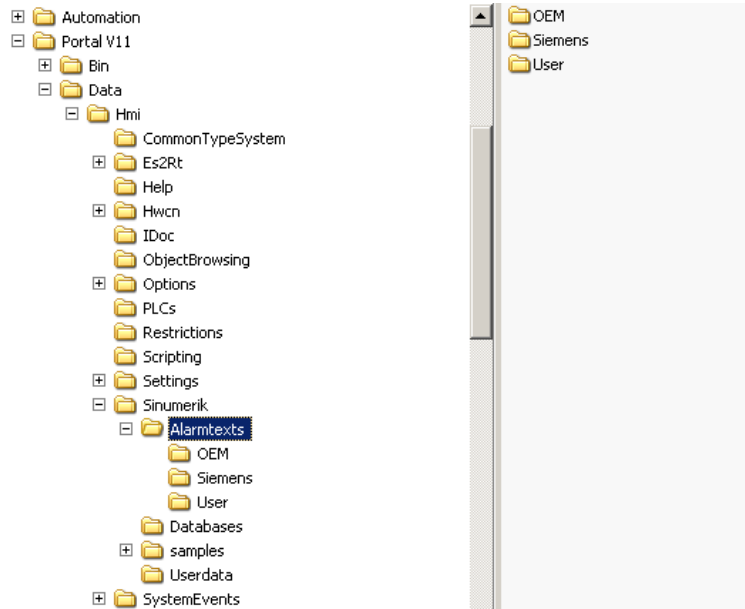 Automation
Portal V11
Bin
Data
Hmi
CommonTypeSystem
Es2Rt
Help
Hwcn
IDoc
ObjectBrowsing
Options
PLCs
Restrictions
Scripting
Settings
Sinumerik
Alarmtexts
OEM
Siemens
User
Databases
samples
Userdata
SystemEvents
OEM
Siemens
User